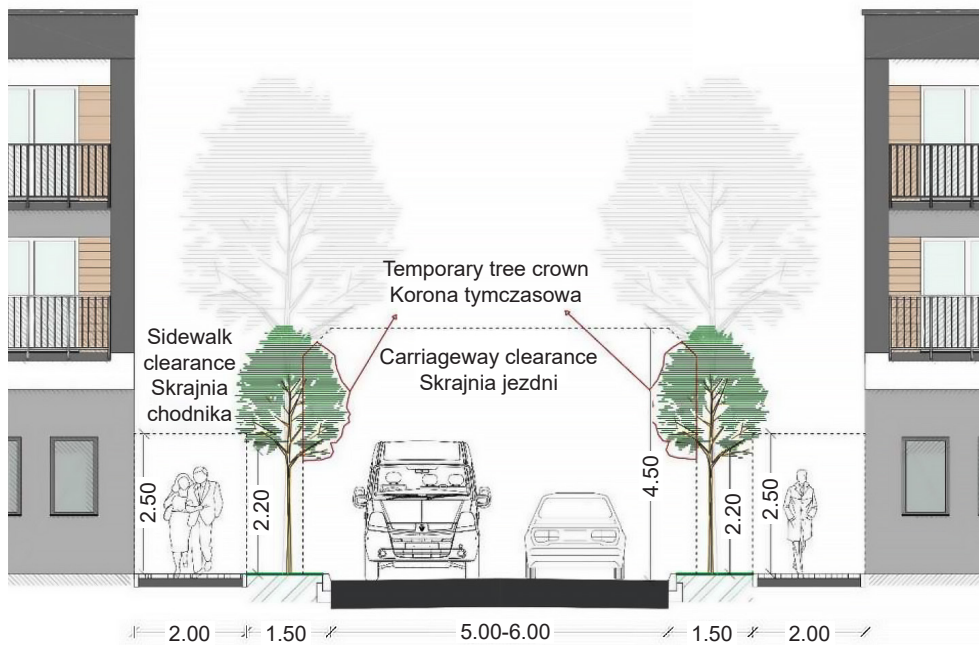 Temporary tree crown
Korona tymczasowa
Sidewalk
clearance
Skrajnia
chodnika
Carriageway clearance
Skrajnia jezdni
2.50
2.20
4.50
2.20
2.50
2.00
1.50
5.00-6.00
1.50
2.00